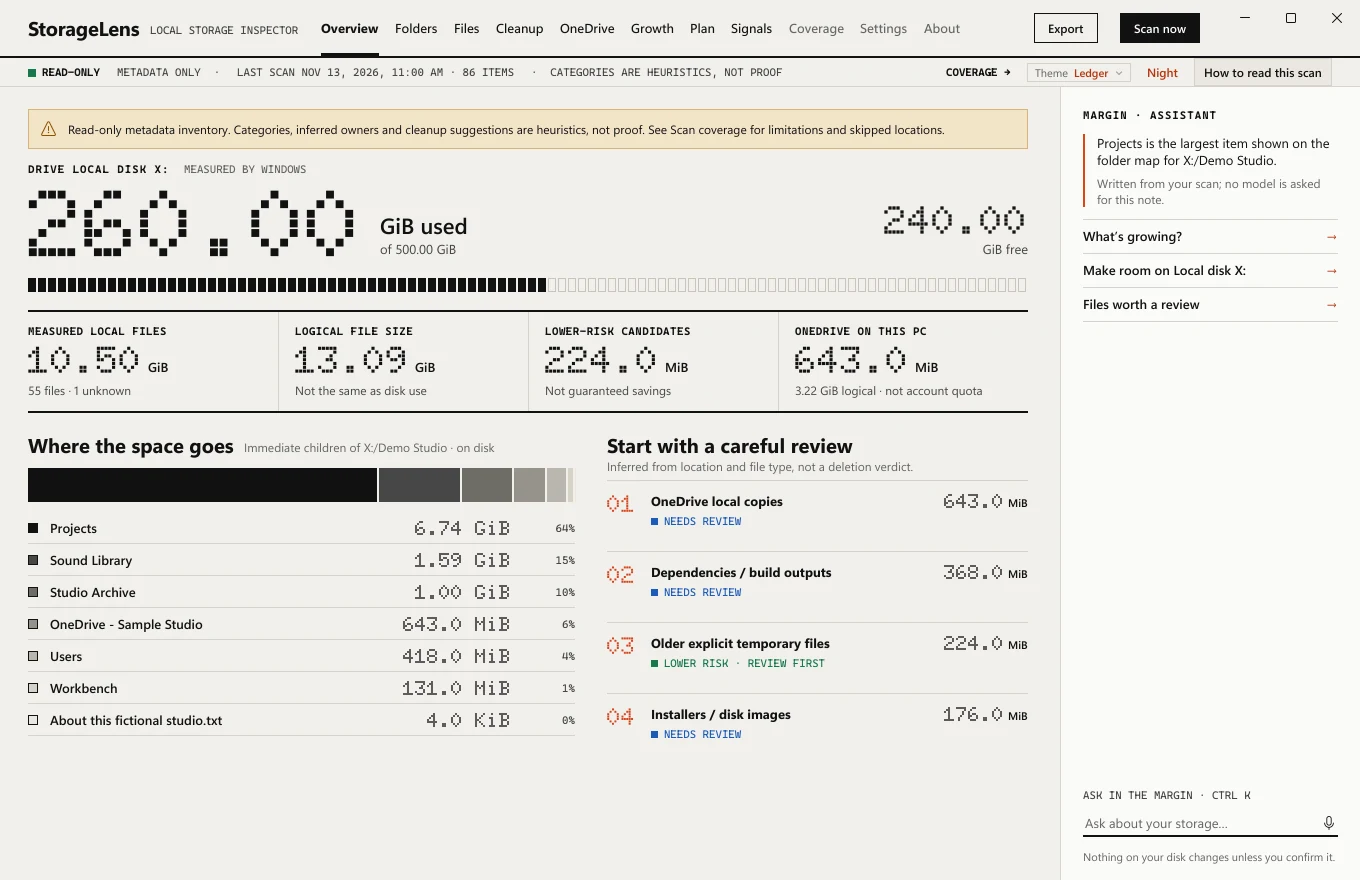 StorageLens LOCAL STORAGE INSPECTOR Overview Folders Files Cleanup OneDrive Growth Plan Signals Coverage Settings About Export Scan now
READ-ONLY METADATA ONLY · LAST SCAN NOV 13, 2026, 11:00 AM · 86 ITEMS · CATEGORIES ARE HEURISTICS, NOT PROOF COVERAGE → Theme Ledger Night How to read this scan
Read-only metadata inventory. Categories, inferred owners and cleanup suggestions are heuristics, not proof. See Scan coverage for limitations and skipped locations.
DRIVE LOCAL DISK X: MEASURED BY WINDOWS
260.00 GiB used
of 500.00 GiB
240.00
GiB free
MEASURED LOCAL FILES
10.50 GiB
55 files · 1 unknown
LOGICAL FILE SIZE
13.09 GiB
Not the same as disk use
LOWER-RISK CANDIDATES
224.0 MiB
Not guaranteed savings
ONEDRIVE ON THIS PC
643.0 MiB
3.22 GiB logical · not account quota
Where the space goes Immediate children of X:/Demo Studio · on disk
Projects 6.74 GiB 64%
Sound Library 1.59 GiB 15%
Studio Archive 1.00 GiB 10%
OneDrive - Sample Studio 643.0 MiB 6%
Users 418.0 MiB 4%
Workbench 131.0 MiB 1%
About this fictional studio.txt 4.0 KiB 0%
Start with a careful review
Inferred from location and file type, not a deletion verdict.
01 OneDrive local copies 643.0 MiB
NEEDS REVIEW
02 Dependencies / build outputs 368.0 MiB
NEEDS REVIEW
03 Older explicit temporary files 224.0 MiB
LOWER RISK · REVIEW FIRST
04 Installers / disk images 176.0 MiB
NEEDS REVIEW
MARGIN · ASSISTANT
Projects is the largest item shown on the
folder map for X:/Demo Studio.
Written from your scan; no model is asked
for this note.
What's growing? →
Make room on Local disk X: →
Files worth a review →
ASK IN THE MARGIN · CTRL K
Ask about your storage…
Nothing on your disk changes unless you confirm it.